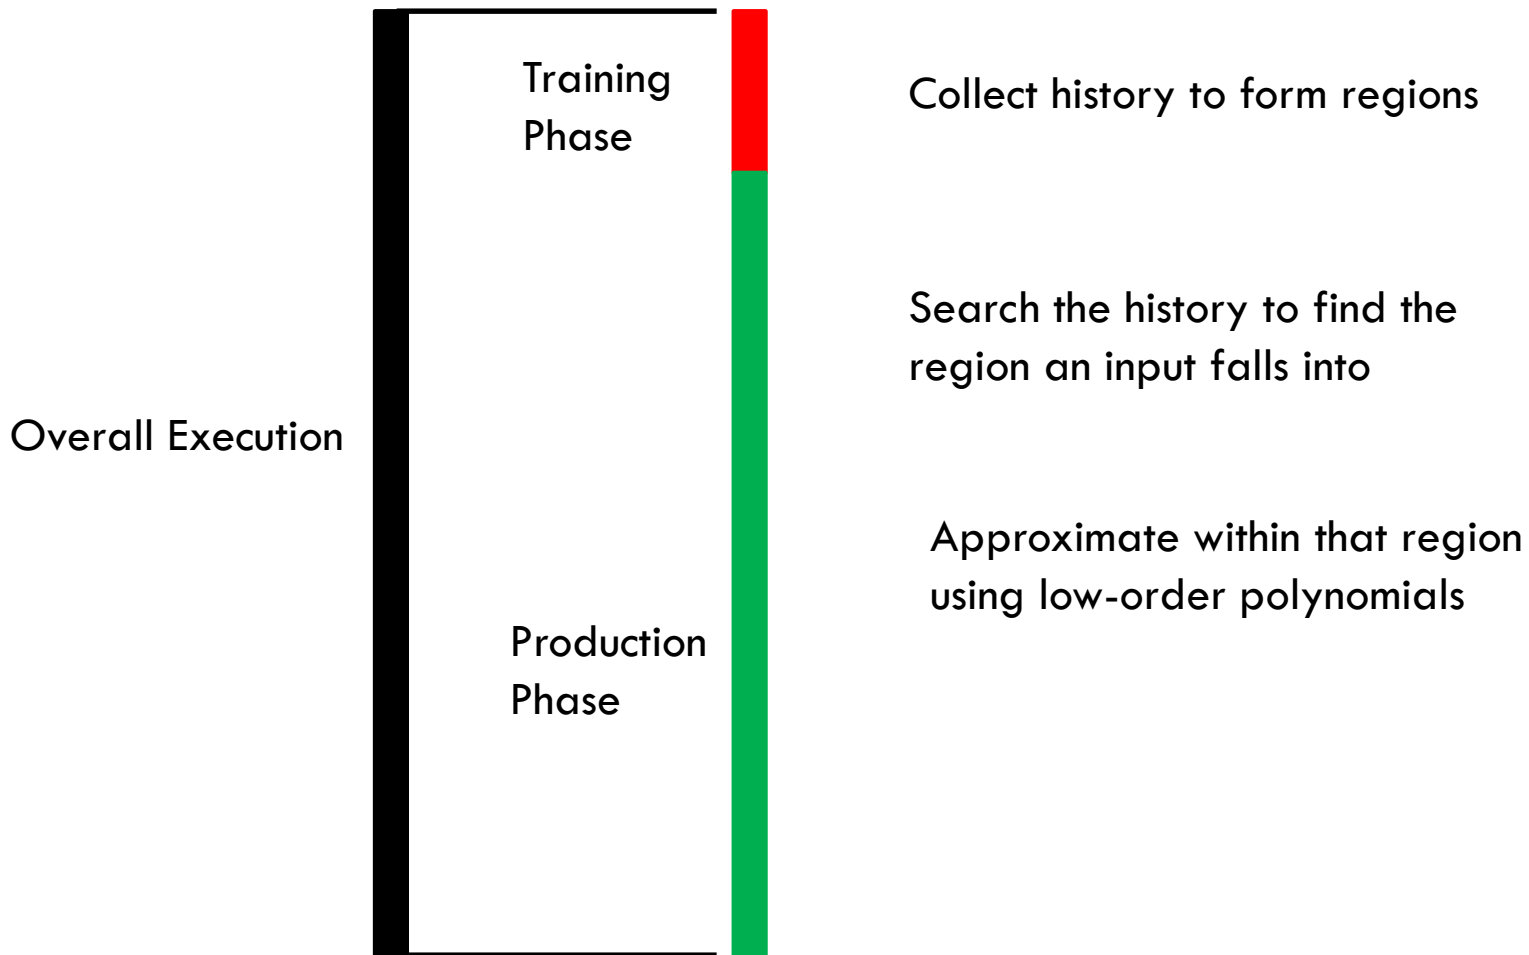 Training
Phase
Collect history to form regions
Search the history to find the
region an input falls into
Overall Execution
Approximate within that region
using low-order polynomials
Production
Phase